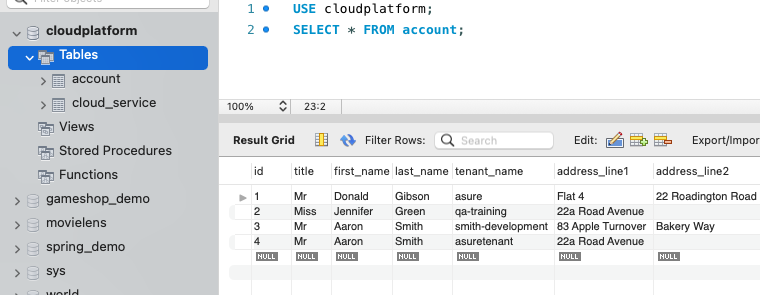 Filter objects
cloudplatform
Tables
account
cloud_service
Views
Stored Procedures
Functions
gameshop_demo
movielens
spring_demo
sys
world
1 USE cloudplatform;
2 SELECT * FROM account;
100% 23:2
Result Grid Filter Rows: Search Edit: Export/Impor
id title first_name last_name tenant_name address_line1 address_line2
1 Mr Donald Gibson asure Flat 4 22 Roadington Road
2 Miss Jennifer Green qa-training 22a Road Avenue
3 Mr Aaron Smith smith-development 83 Apple Turnover Bakery Way
4 Mr Aaron Smith asuretenant 22a Road Avenue
NULL NULL NULL NULL NULL NULL NULL